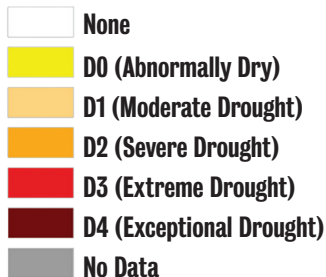 None
D0 (Abnormally Dry)
D1 (Moderate Drought)
D2 (Severe Drought)
D3 (Extreme Drought)
D4 (Exceptional Drought)
No Data